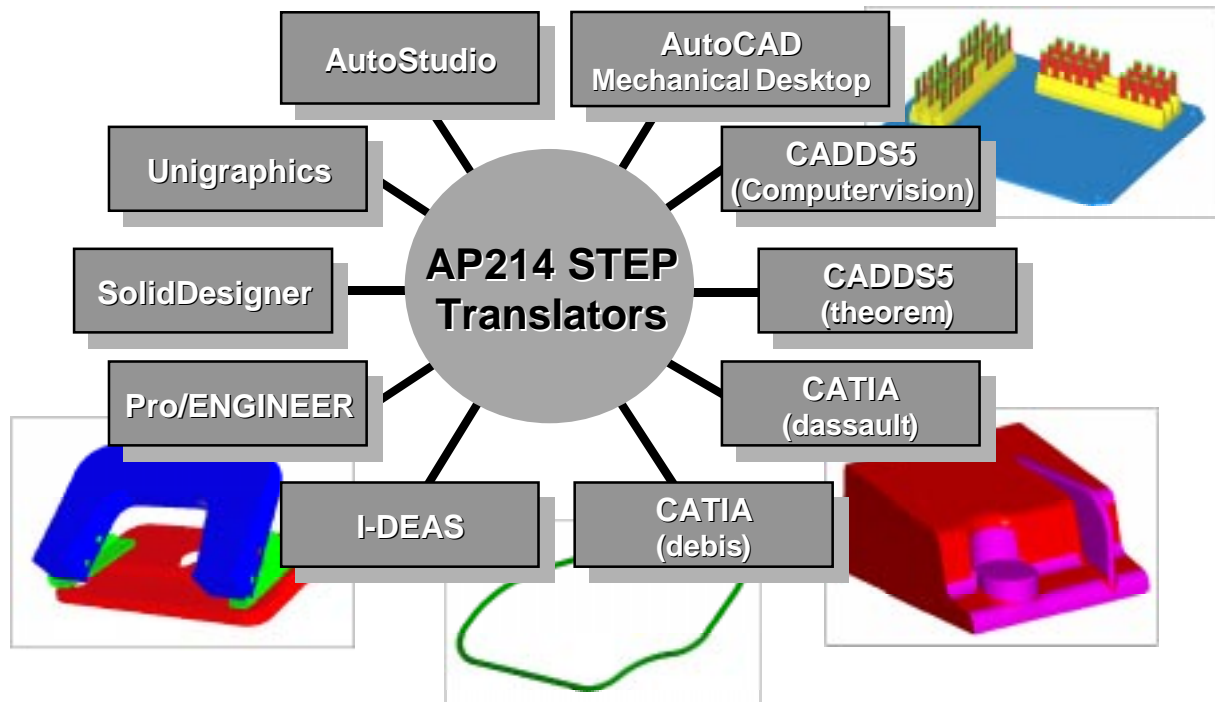 AutoStudio
AutoCAD
Mechanical Desktop
Unigraphics
CADDS5
(Computervision)
AP214 STEP
Translators
SolidDesigner
CADDS5
(theorem)
Pro/ENGINEER
CATIA
(dassault)
I-DEAS
CATIA
(debis)